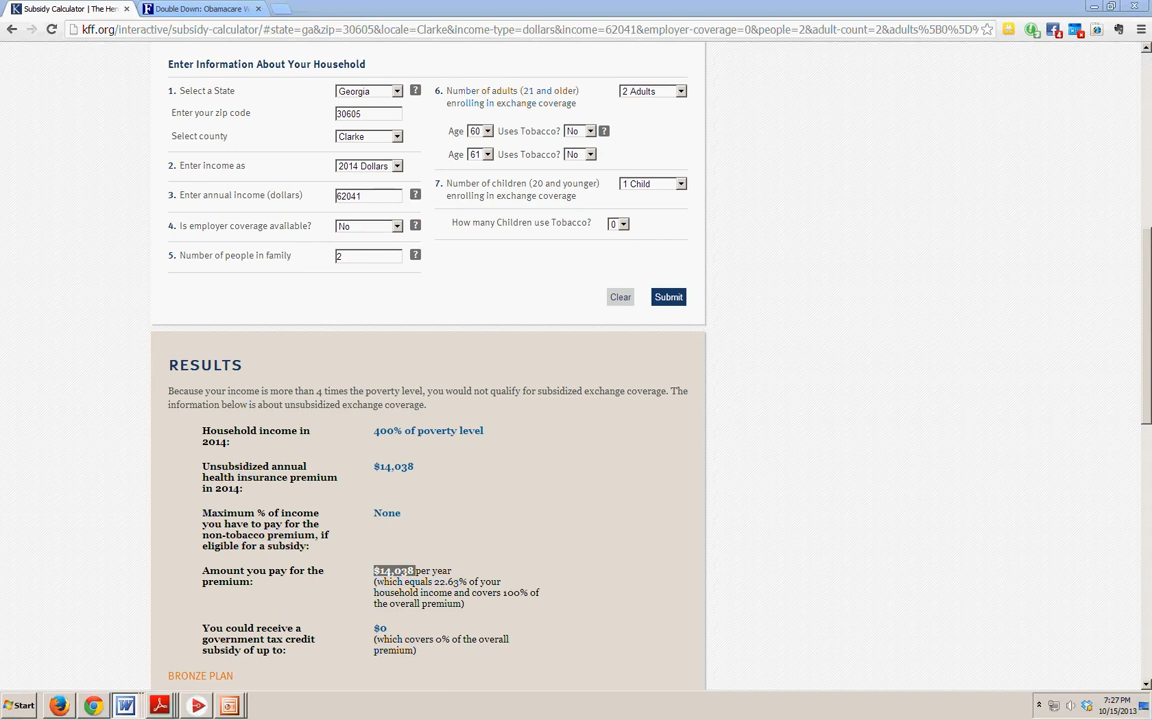 Subsidy Calculator | The Hen
Double Down: Obamacare W
kff.org/interactive/subsidy-calculator/#state=ga&zip=30605&locale=Clarke&income-type=dollars&income=62041&employer-coverage=0&people=2&adult-count=2&adults%5B0%5D%9
Enter Information About Your Household
1. Select a State
Georgia
?
Enter your zip code
30605
Select county
Clarke
2. Enter income as
2014 Dollars
3. Enter annual income (dollars)
62041
?
4. Is employer coverage available?
No
?
5. Number of people in family
2
?
6. Number of adults (21 and older)
enrolling in exchange coverage
2 Adults
Age 60 Uses Tobacco? No ?
Age 61 Uses Tobacco? No
7. Number of children (20 and younger)
enrolling in exchange coverage
1 Child
How many Children use Tobacco? 0
Clear
Submit
RESULTS
Because your income is more than 4 times the poverty level, you would not qualify for subsidized exchange coverage. The
information below is about unsubsidized exchange coverage.
Household income in
2014:
400% of poverty level
Unsubsidized annual
health insurance premium
in 2014:
$14,038
Maximum % of income
you have to pay for the
non-tobacco premium, if
eligible for a subsidy:
None
Amount you pay for the
premium:
$14,038 per year
(which equals 22.63% of your
household income and covers 100% of
the overall premium)
You could receive a
government tax credit
subsidy of up to:
$0
(which covers 0% of the overall
premium)
BRONZE PLAN
Start
7:27 PM
10/15/2013